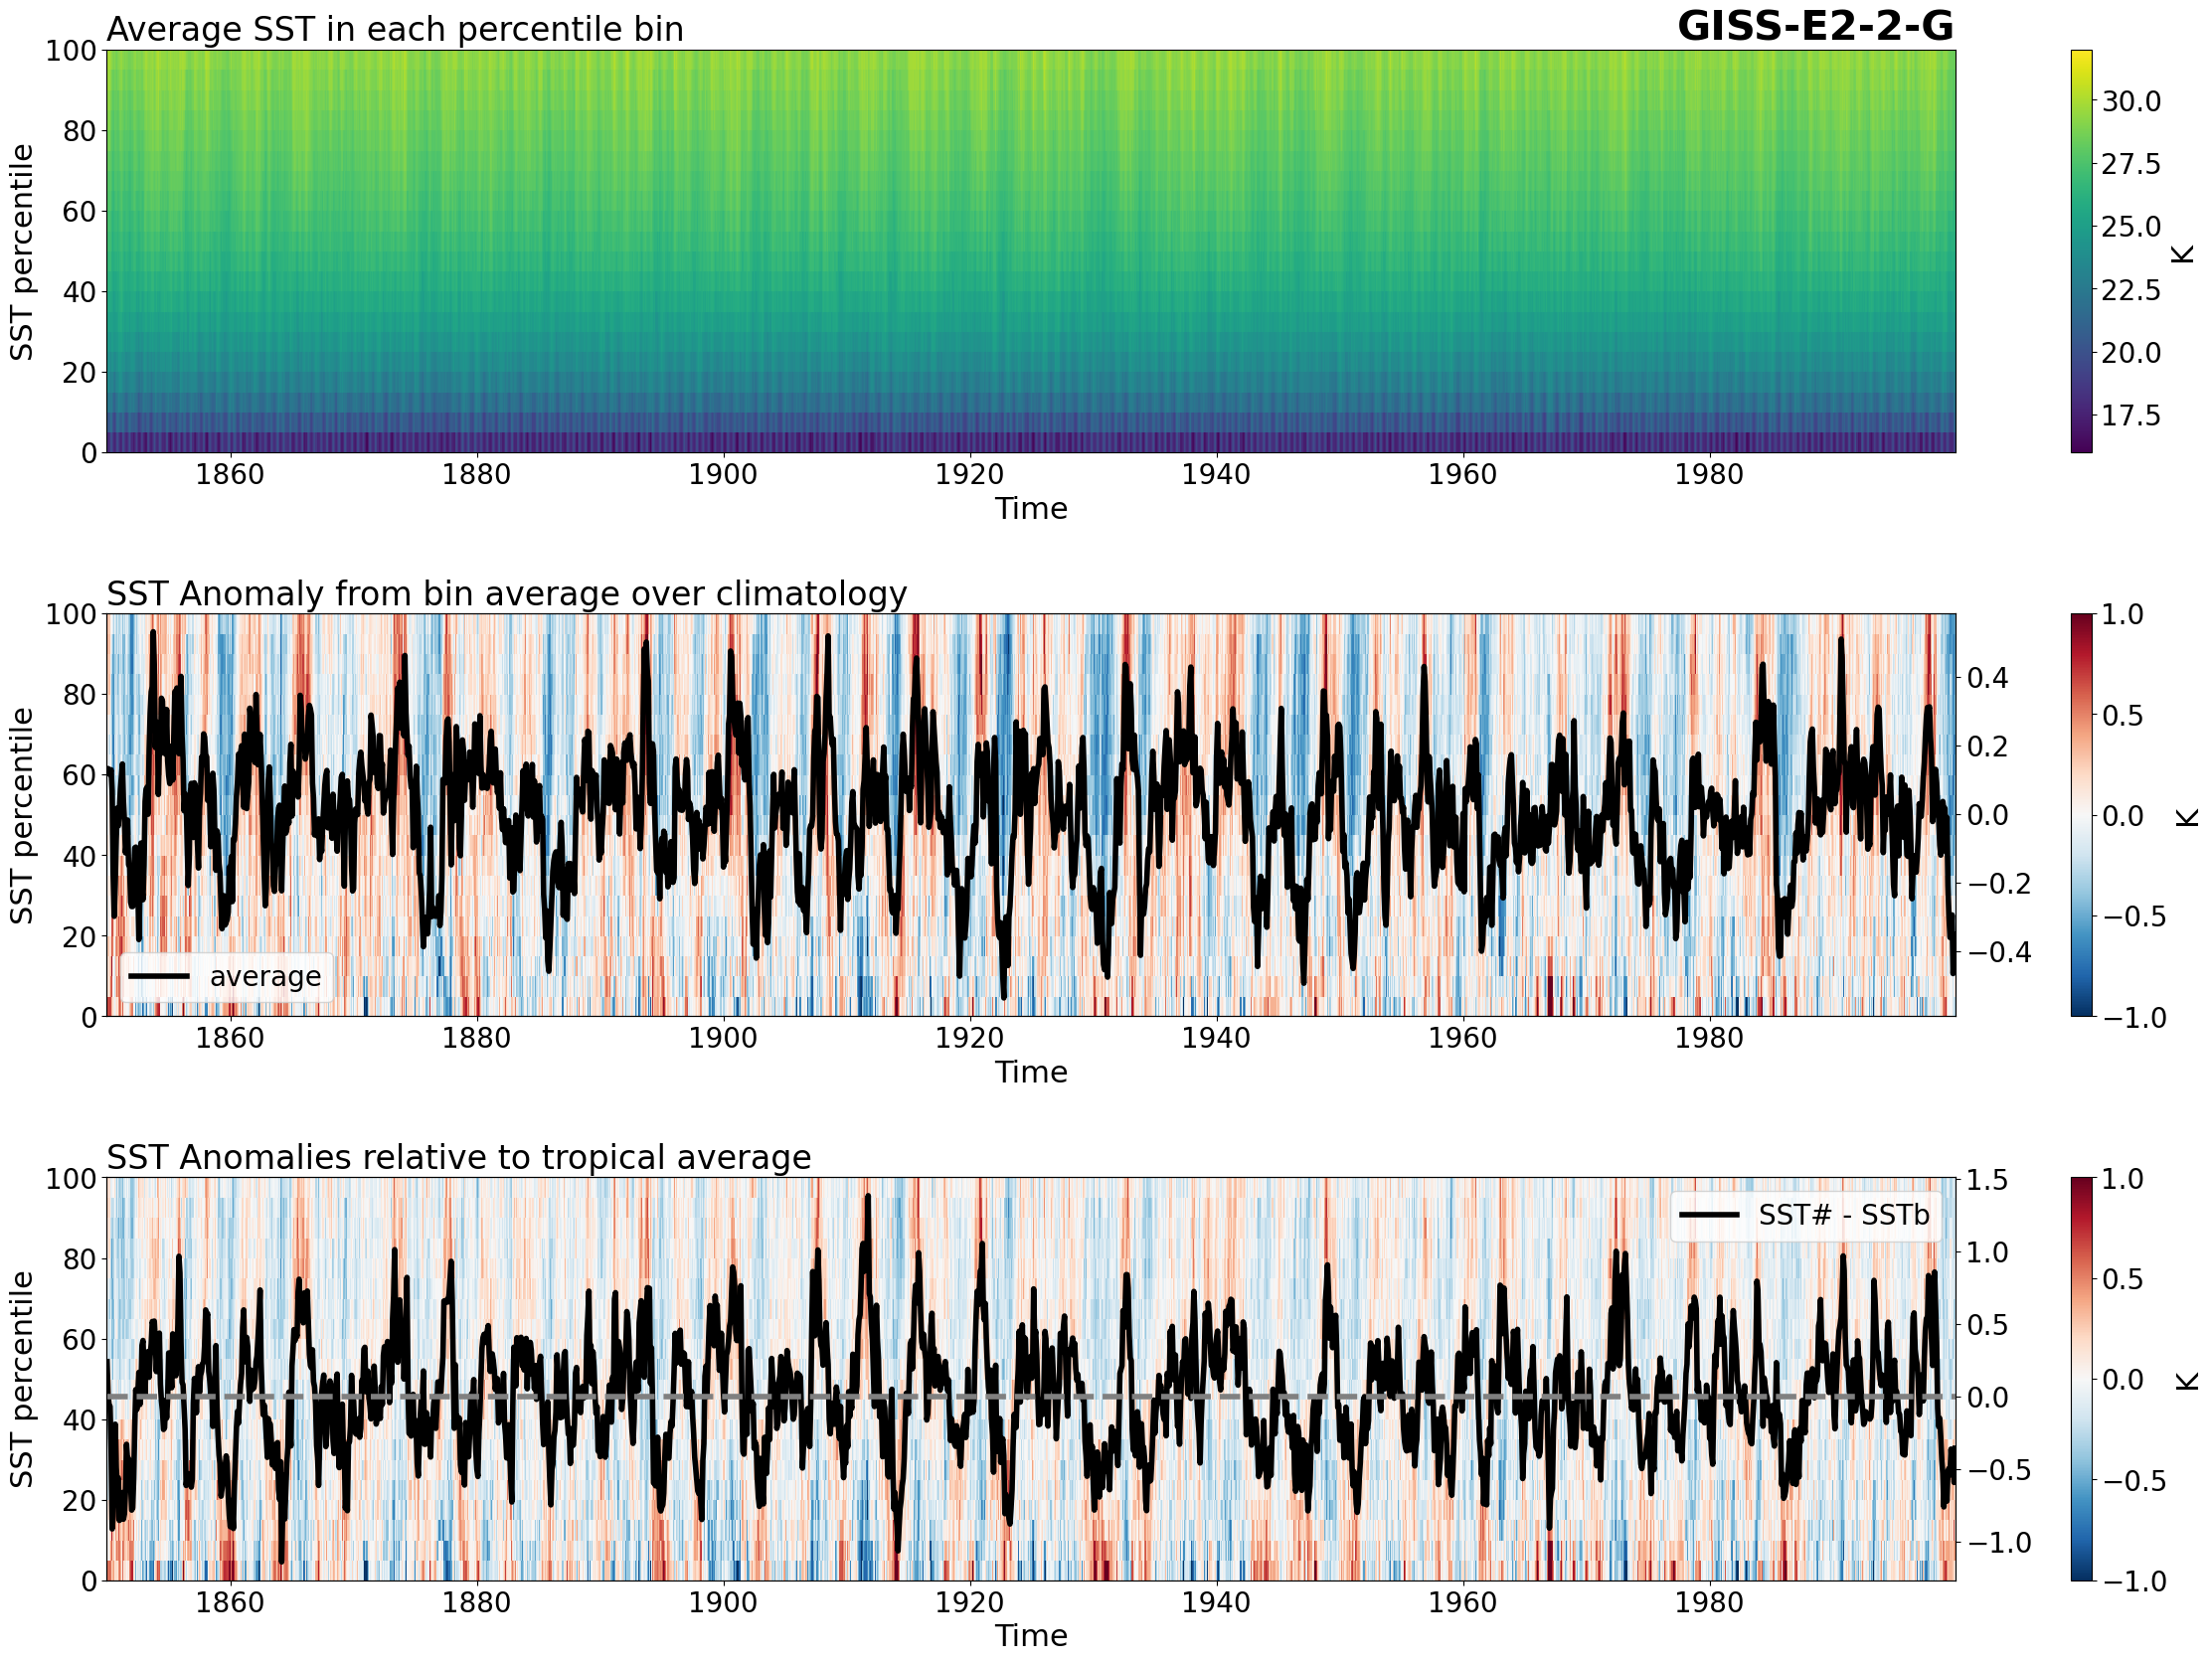 Average SST in each percentile bin
GISS-E2-2-G
100
80
60
40
20
0
SST percentile
1860 1880 1900 1920 1940 1960 1980
Time
30.0
27.5
25.0
22.5
20.0
17.5
K
SST Anomaly from bin average over climatology
100
80
60
40
20
0
SST percentile
average
1860 1880 1900 1920 1940 1960 1980
Time
0.4
0.2
0.0
−0.2
−0.4
1.0
0.5
0.0
−0.5
−1.0
K
SST Anomalies relative to tropical average
100
80
60
40
20
0
SST percentile
SST# - SSTb
1860 1880 1900 1920 1940 1960 1980
Time
1.5
1.0
0.5
0.0
−0.5
−1.0
1.0
0.5
0.0
−0.5
−1.0
K